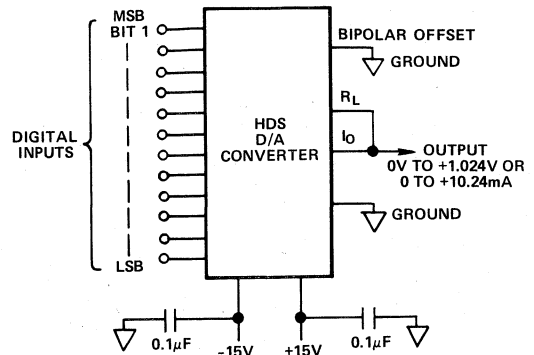 MSB
BIT 1
BIPOLAR OFFSET
GROUND
R_L
HDS
D/A
CONVERTER
I_O
DIGITAL
INPUTS
OUTPUT
0V TO +1.024V OR
0 TO +10.24mA
GROUND
LSB
0.1μF
-15V
+15V
0.1μF